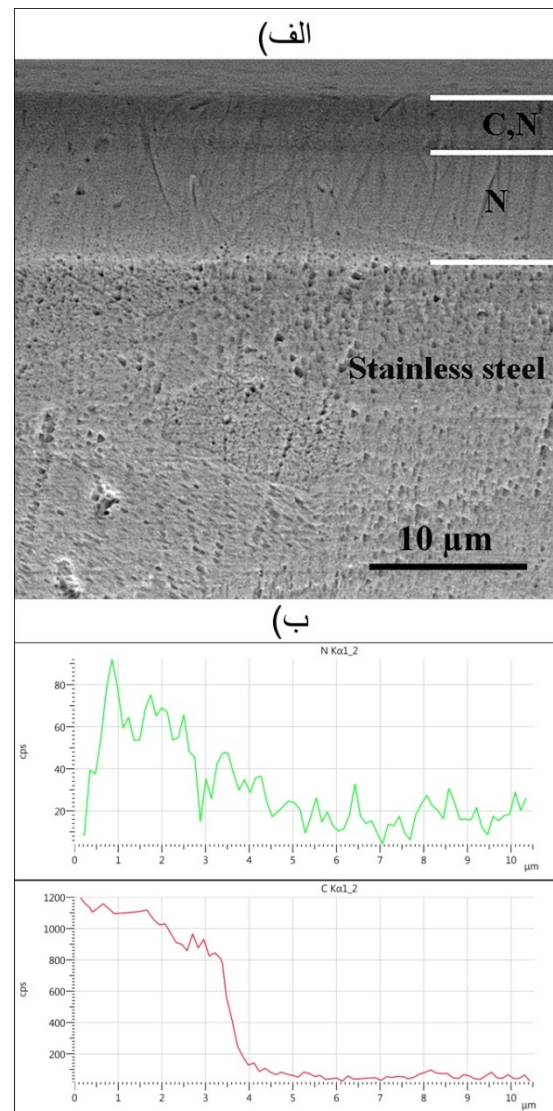 الف)
C,N
N
Stainless steel
10 µm
ب)
N Kα1_2
80
60
40
20
cps
0 1 2 3 4 5 6 7 8 9 10
µm
C Kα1_2
1200
1000
800
600
400
200
cps
0 1 2 3 4 5 6 7 8 9 10
µm